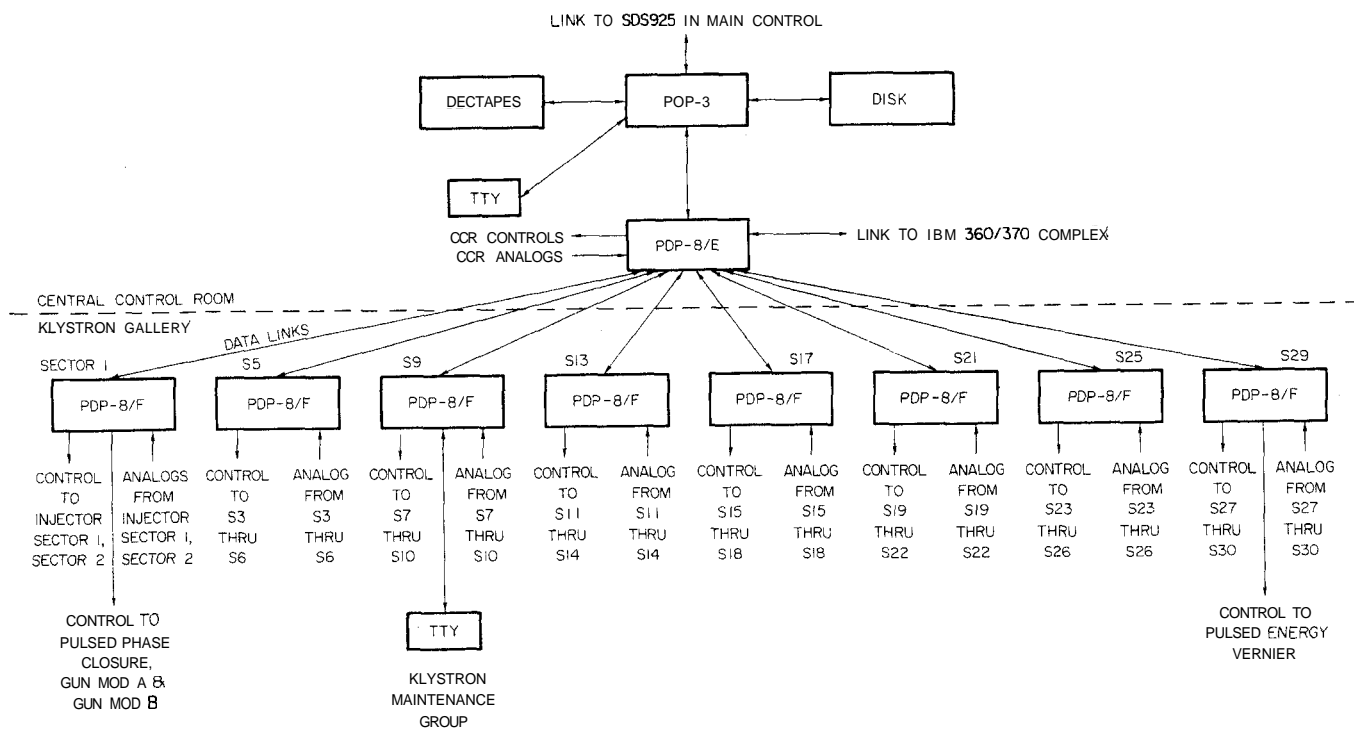 LINK TO SDS925 IN MAIN CONTROL
DECTAPES
POP-3
DISK
TTY
CCR CONTROLS
CCR ANALOGS
PDP-8/E
LINK TO IBM 360/370 COMPLEX
CENTRAL CONTROL ROOM
KLYSTRON GALLERY
DATA LINKS
SECTOR 1
S5
S9
S13
S17
S21
S25
S29
PDP-8/F
PDP-8/F
PDP-8/F
PDP-8/F
PDP-8/F
PDP-8/F
PDP-8/F
PDP-8/F
CONTROL
TO
INJECTOR
SECTOR 1,
SECTOR 2
ANALOGS
FROM
INJECTOR
SECTOR 1,
SECTOR 2
CONTROL
TO
S3
THRU
S6
ANALOG
FROM
S3
THRU
S6
CONTROL
TO
S7
THRU
S10
ANALOG
FROM
S7
THRU
S10
CONTROL
TO
S11
THRU
S14
ANALOG
FROM
S11
THRU
S14
CONTROL
TO
S15
THRU
S18
ANALOG
FROM
S15
THRU
S18
CONTROL
TO
S19
THRU
S22
ANALOG
FROM
S19
THRU
S22
CONTROL
TO
S23
THRU
S26
ANALOG
FROM
S23
THRU
S26
CONTROL
TO
S27
THRU
S30
ANALOG
FROM
S27
THRU
S30
CONTROL TO
PULSED PHASE
CLOSURE,
GUN MOD A &
GUN MOD B
TTY
KLYSTRON
MAINTENANCE
GROUP
CONTROL TO
PULSED ENERGY
VERNIER